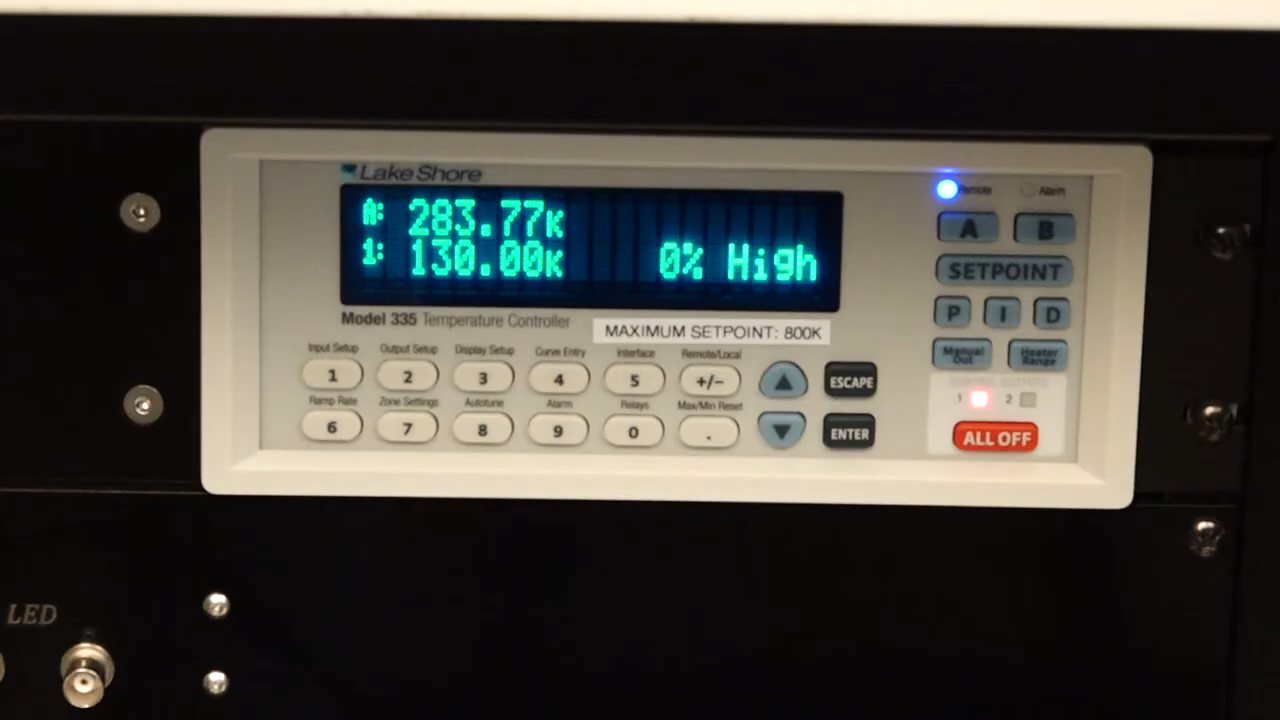 Lake Shore
A: 283.77K
1: 130.00K 0% High
Model 335 Temperature Controller
MAXIMUM SETPOINT: 800K
Remote Alarm
A B
SETPOINT
P I D
Manual Out Heater Range
Input Setup Output Setup Display Setup Curve Entry Interface Remote/Local
1 2 3 4 5 +/−
ESCAPE
Ramp Rate Zone Settings Autotune Alarm Relays Max/Min Reset
6 7 8 9 0 .
ENTER
1 2
ALL OFF
LED